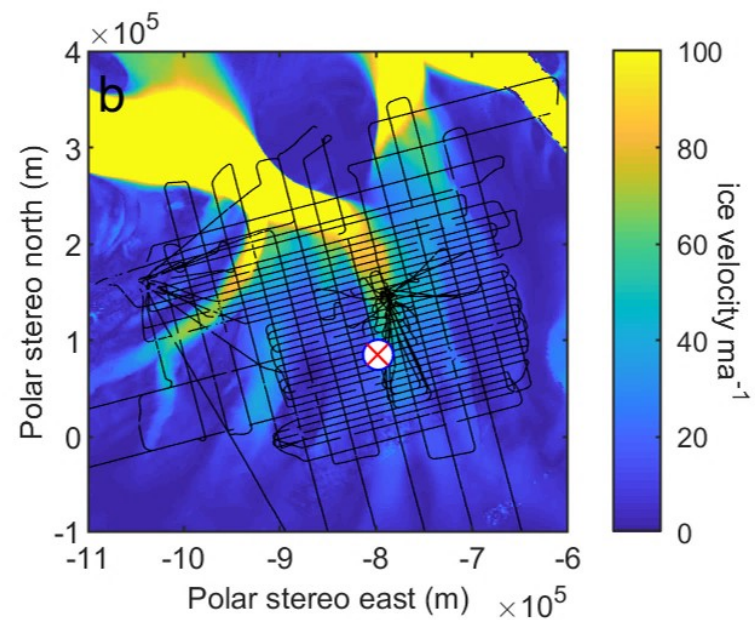 ×10⁵
b
4
3
2
1
0
-1
Polar stereo north (m)
-11 -10 -9 -8 -7 -6
Polar stereo east (m) ×10⁵
100
80
60
40
20
0
ice velocity ma⁻¹